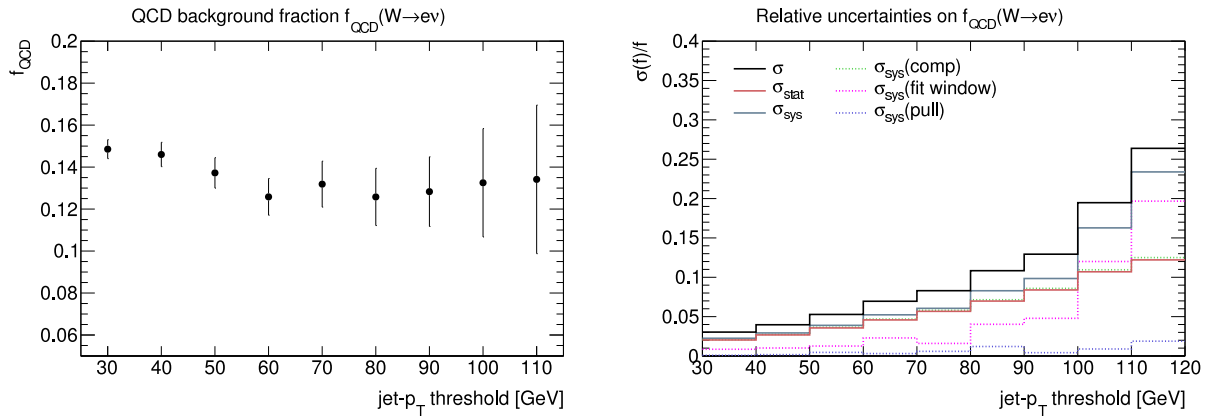 QCD background fraction f_QCD(W→eν)
f_QCD
0.2
0.18
0.16
0.14
0.12
0.1
0.08
0.06
30 40 50 60 70 80 90 100 110
jet-p_T threshold [GeV]
Relative uncertainties on f_QCD(W→eν)
σ(f)/f
0.4
0.35
0.3
0.25
0.2
0.15
0.1
0.05
0
σ
σ_stat
σ_sys
σ_sys(comp)
σ_sys(fit window)
σ_sys(pull)
30 40 50 60 70 80 90 100 110 120
jet-p_T threshold [GeV]